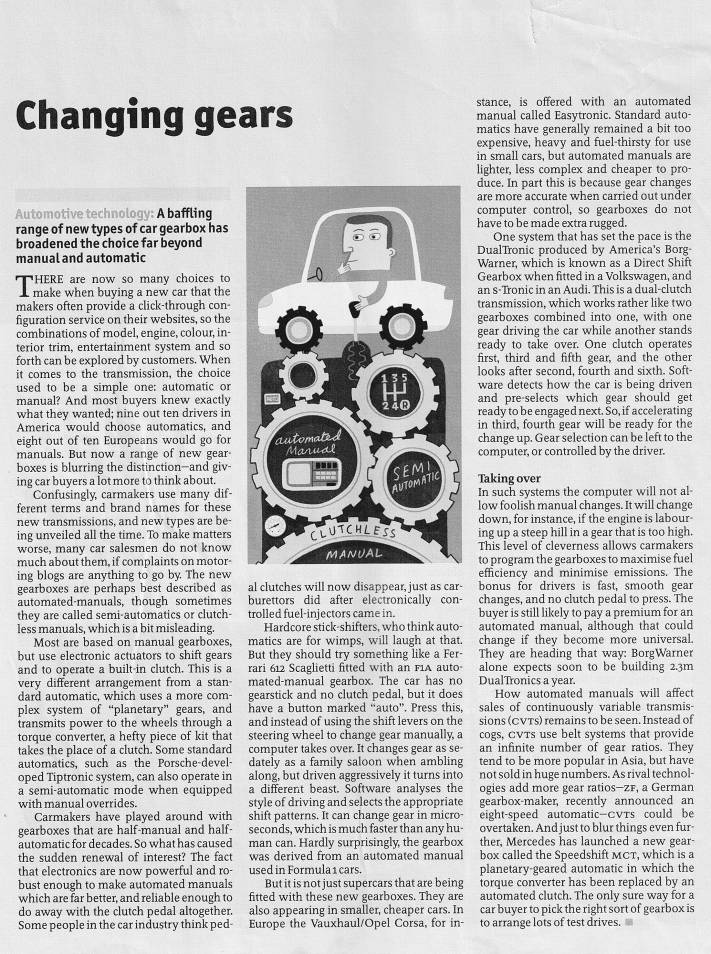 Changing gears
Automotive technology: A baffling
range of new types of car gearbox has
broadened the choice far beyond
manual and automatic
THERE are now so many choices to
make when buying a new car that the
makers often provide a click-through con-
figuration service on their websites, so the
combinations of model, engine, colour, in-
terior trim, entertainment system and so
forth can be explored by customers. When
it comes to the transmission, the choice
used to be a simple one: automatic or
manual? And most buyers knew exactly
what they wanted; nine out ten drivers in
America would choose automatics, and
eight out of ten Europeans would go for
manuals. But now a range of new gear-
boxes is blurring the distinction—and giv-
ing car buyers a lot more to think about.
Confusingly, carmakers use many dif-
ferent terms and brand names for these
new transmissions, and new types are be-
ing unveiled all the time. To make matters
worse, many car salesmen do not know
much about them, if complaints on motor-
ing blogs are anything to go by. The new
gearboxes are perhaps best described as
automated-manuals, though sometimes
they are called semi-automatics or clutch-
less manuals, which is a bit misleading.
Most are based on manual gearboxes,
but use electronic actuators to shift gears
and to operate a built-in clutch. This is a
very different arrangement from a stan-
dard automatic, which uses a more com-
plex system of “planetary” gears, and
transmits power to the wheels through a
torque converter, a hefty piece of kit that
takes the place of a clutch. Some standard
automatics, such as the Porsche-devel-
oped Tiptronic system, can also operate in
a semi-automatic mode when equipped
with manual overrides.
Carmakers have played around with
gearboxes that are half-manual and half-
automatic for decades. So what has caused
the sudden renewal of interest? The fact
that electronics are now powerful and ro-
bust enough to make automated manuals
which are far better, and reliable enough to
do away with the clutch pedal altogether.
Some people in the car industry think ped-
1 3 5
2 4 R
automated
Manual
SEMI
AUTOMATIC
CLUTCHLESS
MANUAL
al clutches will now disappear, just as car-
burettors did after electronically con-
trolled fuel-injectors came in.
Hardcore stick-shifters, who think auto-
matics are for wimps, will laugh at that.
But they should try something like a Fer-
rari 612 Scaglietti fitted with an F1A auto-
mated-manual gearbox. The car has no
gearstick and no clutch pedal, but it does
have a button marked “auto”. Press this,
and instead of using the shift levers on the
steering wheel to change gear manually, a
computer takes over. It changes gear as se-
dately as a family saloon when ambling
along, but driven aggressively it turns into
a different beast. Software analyses the
style of driving and selects the appropriate
shift patterns. It can change gear in micro-
seconds, which is much faster than any hu-
man can. Hardly surprisingly, the gearbox
was derived from an automated manual
used in Formula 1 cars.
But it is not just supercars that are being
fitted with these new gearboxes. They are
also appearing in smaller, cheaper cars. In
Europe the Vauxhaul/Opel Corsa, for in-
stance, is offered with an automated
manual called Easytronic. Standard auto-
matics have generally remained a bit too
expensive, heavy and fuel-thirsty for use
in small cars, but automated manuals are
lighter, less complex and cheaper to pro-
duce. In part this is because gear changes
are more accurate when carried out under
computer control, so gearboxes do not
have to be made extra rugged.
One system that has set the pace is the
DualTronic produced by America's Borg-
Warner, which is known as a Direct Shift
Gearbox when fitted in a Volkswagen, and
an S-Tronic in an Audi. This is a dual-clutch
transmission, which works rather like two
gearboxes combined into one, with one
gear driving the car while another stands
ready to take over. One clutch operates
first, third and fifth gear, and the other
looks after second, fourth and sixth. Soft-
ware detects how the car is being driven
and pre-selects which gear should get
ready to be engaged next. So, if accelerating
in third, fourth gear will be ready for the
change up. Gear selection can be left to the
computer, or controlled by the driver.
Taking over
In such systems the computer will not al-
low foolish manual changes. It will change
down, for instance, if the engine is labour-
ing up a steep hill in a gear that is too high.
This level of cleverness allows carmakers
to program the gearboxes to maximise fuel
efficiency and minimise emissions. The
bonus for drivers is fast, smooth gear
changes, and no clutch pedal to press. The
buyer is still likely to pay a premium for an
automated manual, although that could
change if they become more universal.
They are heading that way: BorgWarner
alone expects soon to be building 2.3m
DualTronics a year.
How automated manuals will affect
sales of continuously variable transmis-
sions (CVTs) remains to be seen. Instead of
cogs, CVTs use belt systems that provide
an infinite number of gear ratios. They
tend to be more popular in Asia, but have
not sold in huge numbers. As rival technol-
ogies add more gear ratios—ZF, a German
gearbox-maker, recently announced an
eight-speed automatic—CVTs could be
overtaken. And just to blur things even fur-
ther, Mercedes has launched a new gear-
box called the Speedshift MCT, which is a
planetary-geared automatic in which the
torque converter has been replaced by an
automated clutch. The only sure way for a
car buyer to pick the right sort of gearbox is
to arrange lots of test drives.